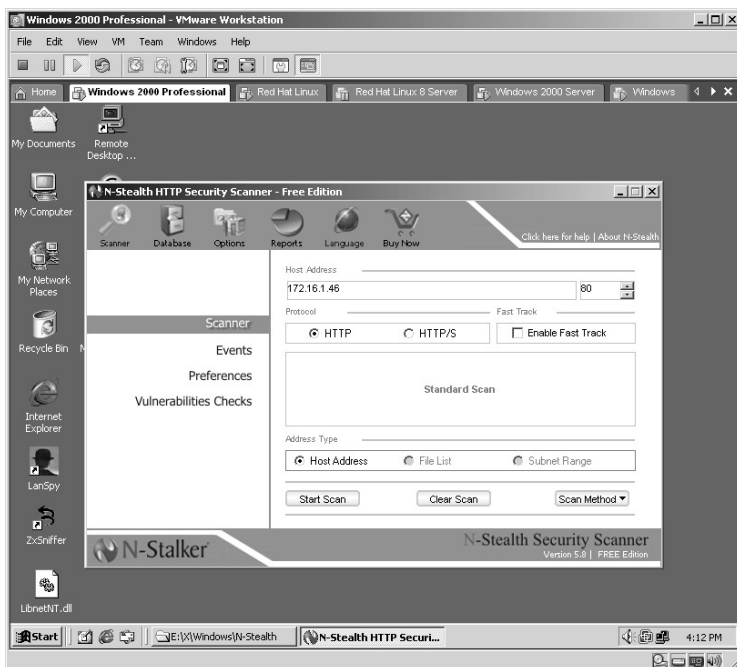 Windows 2000 Professional - VMware Workstation
File Edit View VM Team Windows Help
Home Windows 2000 Professional Red Hat Linux Red Hat Linux 8 Server Windows 2000 Server Windows
My Documents
Remote Desktop ...
My Computer
My Network Places
Recycle Bin
Internet Explorer
LanSpy
ZxSniffer
LibnetNT.dll
N-Stealth HTTP Security Scanner - Free Edition
Scanner Database Options Reports Language Buy Now
Click here for help | About N-Stealth
Scanner
Events
Preferences
Vulnerabilities Checks
Host Address
172.16.1.46 80
Protocol Fast Track
HTTP HTTP/S Enable Fast Track
Standard Scan
Address Type
Host Address File List Subnet Range
Start Scan Clear Scan Scan Method
N-Stalker
N-Stealth Security Scanner
Version 5.8 | FREE Edition
Start E:\X\Windows\N-Stealth N-Stealth HTTP Securi... 4:12 PM